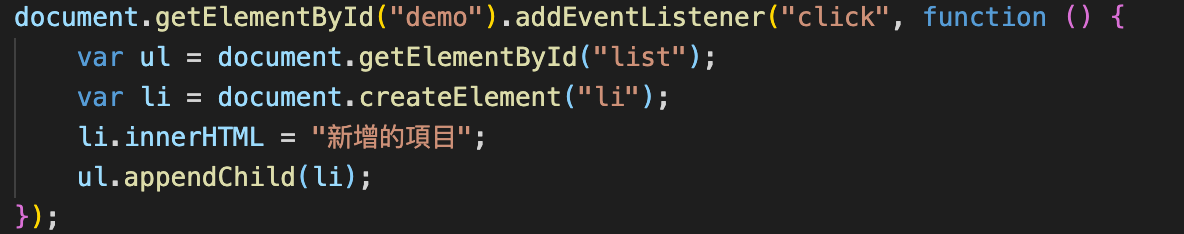 document.getElementById("demo").addEventListener("click", function () {
    var ul = document.getElementById("list");
    var li = document.createElement("li");
    li.innerHTML = "新增的項目";
    ul.appendChild(li);
});